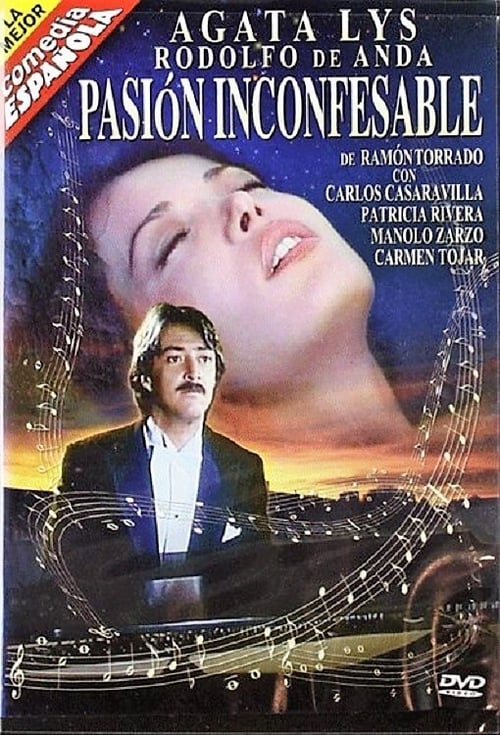 LA
MEJOR
comedia
ESPAÑOLA
AGATA LYS
RODOLFO DE ANDA
PASIÓN INCONFESABLE
DE RAMÓN TORRADO
CON
CARLOS CASARAVILLA
PATRICIA RIVERA
MANOLO ZARZO
CARMEN TOJAR
DVD
VIDEO